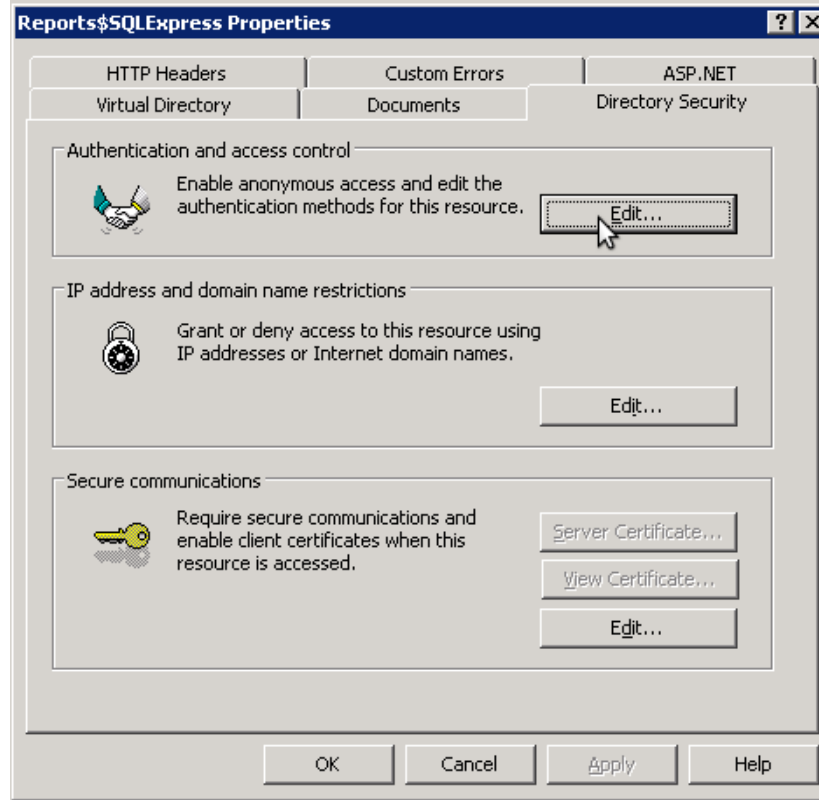 Reports$SQLExpress Properties
HTTP Headers
Custom Errors
ASP.NET
Virtual Directory
Documents
Directory Security
Authentication and access control
Enable anonymous access and edit the
authentication methods for this resource.
Edit...
IP address and domain name restrictions
Grant or deny access to this resource using
IP addresses or Internet domain names.
Edit...
Secure communications
Require secure communications and
enable client certificates when this
resource is accessed.
Server Certificate...
View Certificate...
Edit...
OK
Cancel
Apply
Help